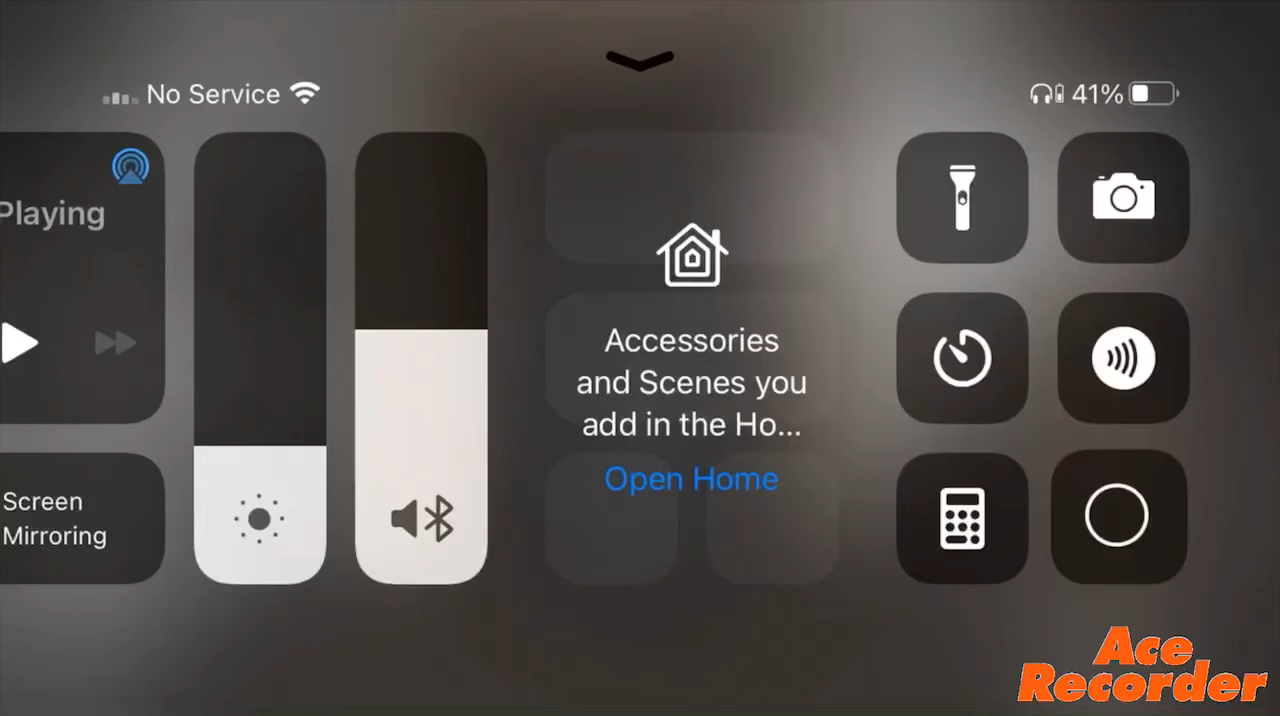 No Service
41%
Playing
Accessories
and Scenes you
add in the Ho...
Open Home
Screen
Mirroring
Ace
Recorder